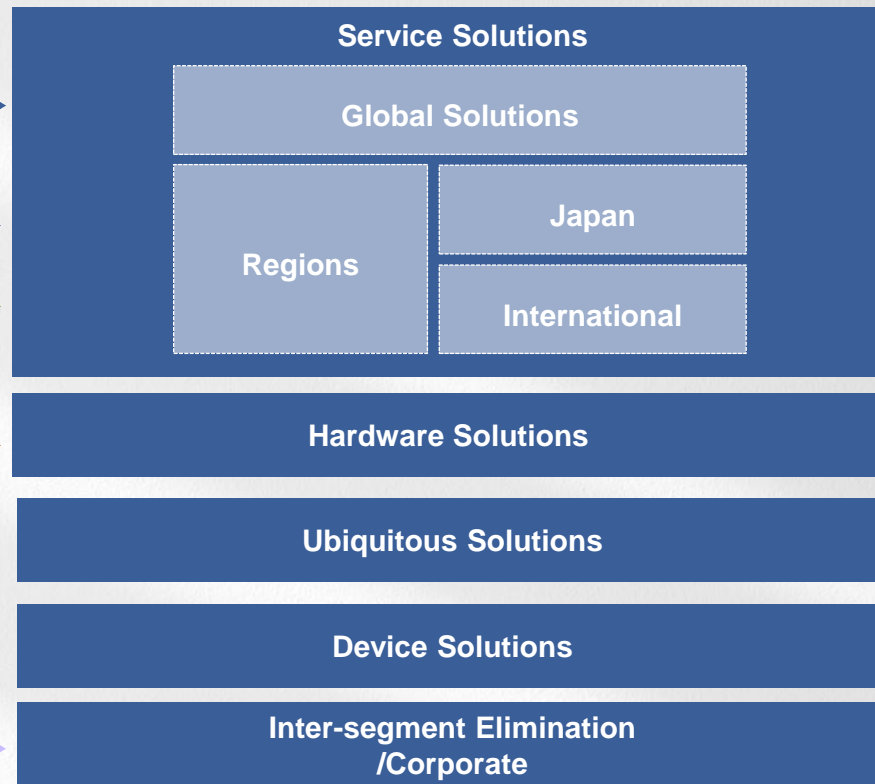 Service Solutions
Global Solutions
Regions
Japan
International
Hardware Solutions
Ubiquitous Solutions
Device Solutions
Inter-segment Elimination
/Corporate